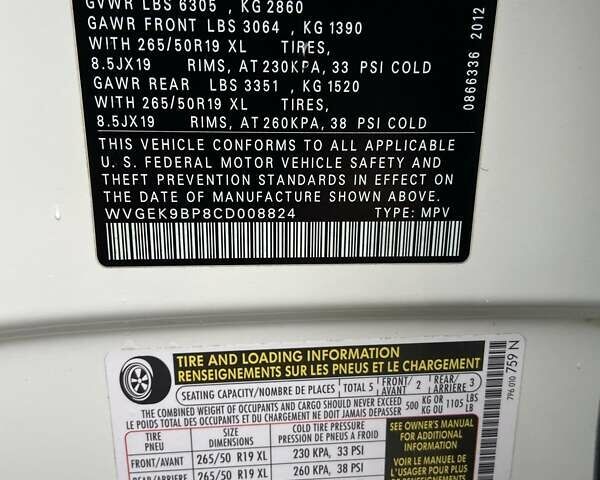 GVWR LBS 6305 , KG 2860
GAWR FRONT LBS 3064 , KG 1390
WITH 265/50R19 XL TIRES,
8.5JX19 RIMS, AT 230KPA, 33 PSI COLD
GAWR REAR LBS 3351 , KG 1520
WITH 265/50R19 XL TIRES,
8.5JX19 RIMS, AT 260KPA, 38 PSI COLD
THIS VEHICLE CONFORMS TO ALL APPLICABLE
U. S. FEDERAL MOTOR VEHICLE SAFETY AND
THEFT PREVENTION STANDARDS IN EFFECT ON
THE DATE OF MANUFACTURE SHOWN ABOVE.
WVGEK9BP8CD008824 TYPE: MPV
0866336 2012
TIRE AND LOADING INFORMATION
RENSEIGNEMENTS SUR LES PNEUS ET LE CHARGEMENT
SEATING CAPACITY/NOMBRE DE PLACES TOTAL 5 FRONT/AVANT 2 REAR/ARRIÈRE 3
THE COMBINED WEIGHT OF OCCUPANTS AND CARGO SHOULD NEVER EXCEED 500 KG OR 1105 LBS
LE CHARGEMENT NE DOIT JAMAIS DEPASSER KG OU LB
TIRE SIZE COLD TIRE PRESSURE
PNEU DIMENSIONS PRESSION DE PNEUS A FROID
FRONT/AVANT 265/50 R19 XL 230 KPA, 33 PSI
REAR/ARRIÈRE 265/50 R19 XL 260 KPA, 38 PSI
SEE OWNER'S MANUAL
FOR ADDITIONAL
INFORMATION
VOIR LE MANUEL DE
L'USAGER POUR PLUS
DE RENSEIGNEMENTS
7P6 010 759 N